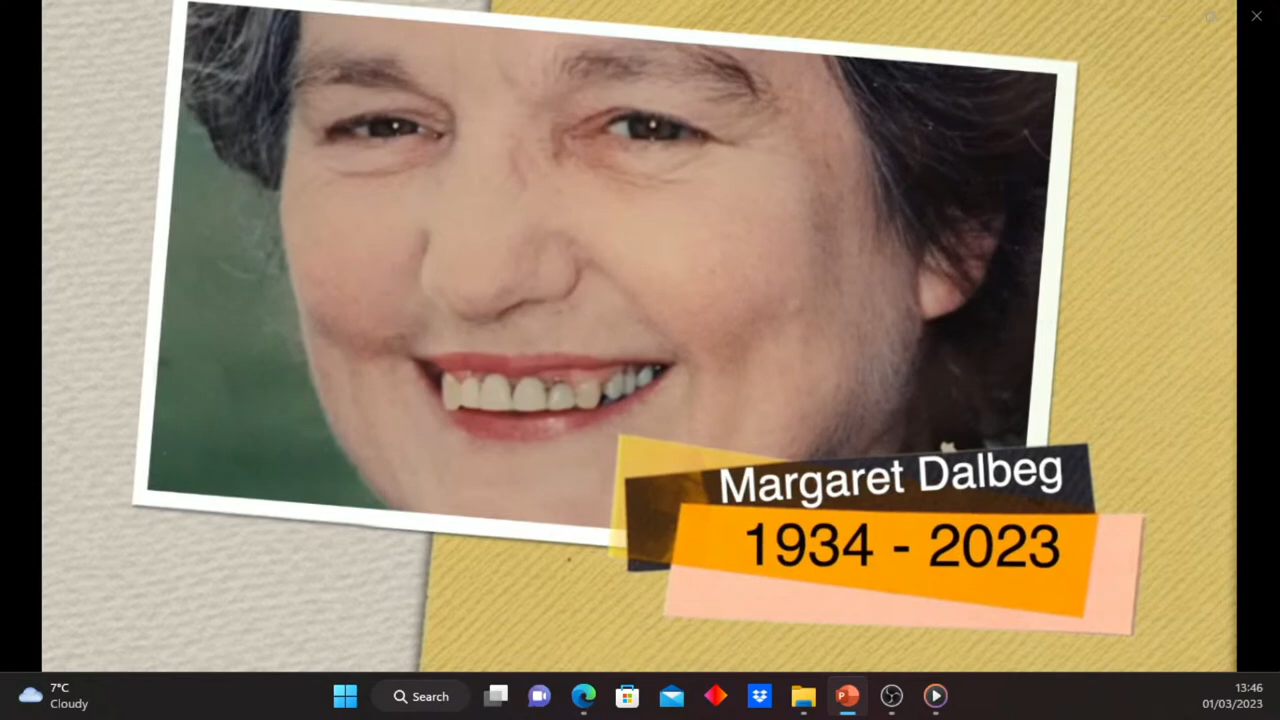 Margaret Dalbeg
1934 - 2023
7°C
Cloudy
Search
13:46
01/03/2023